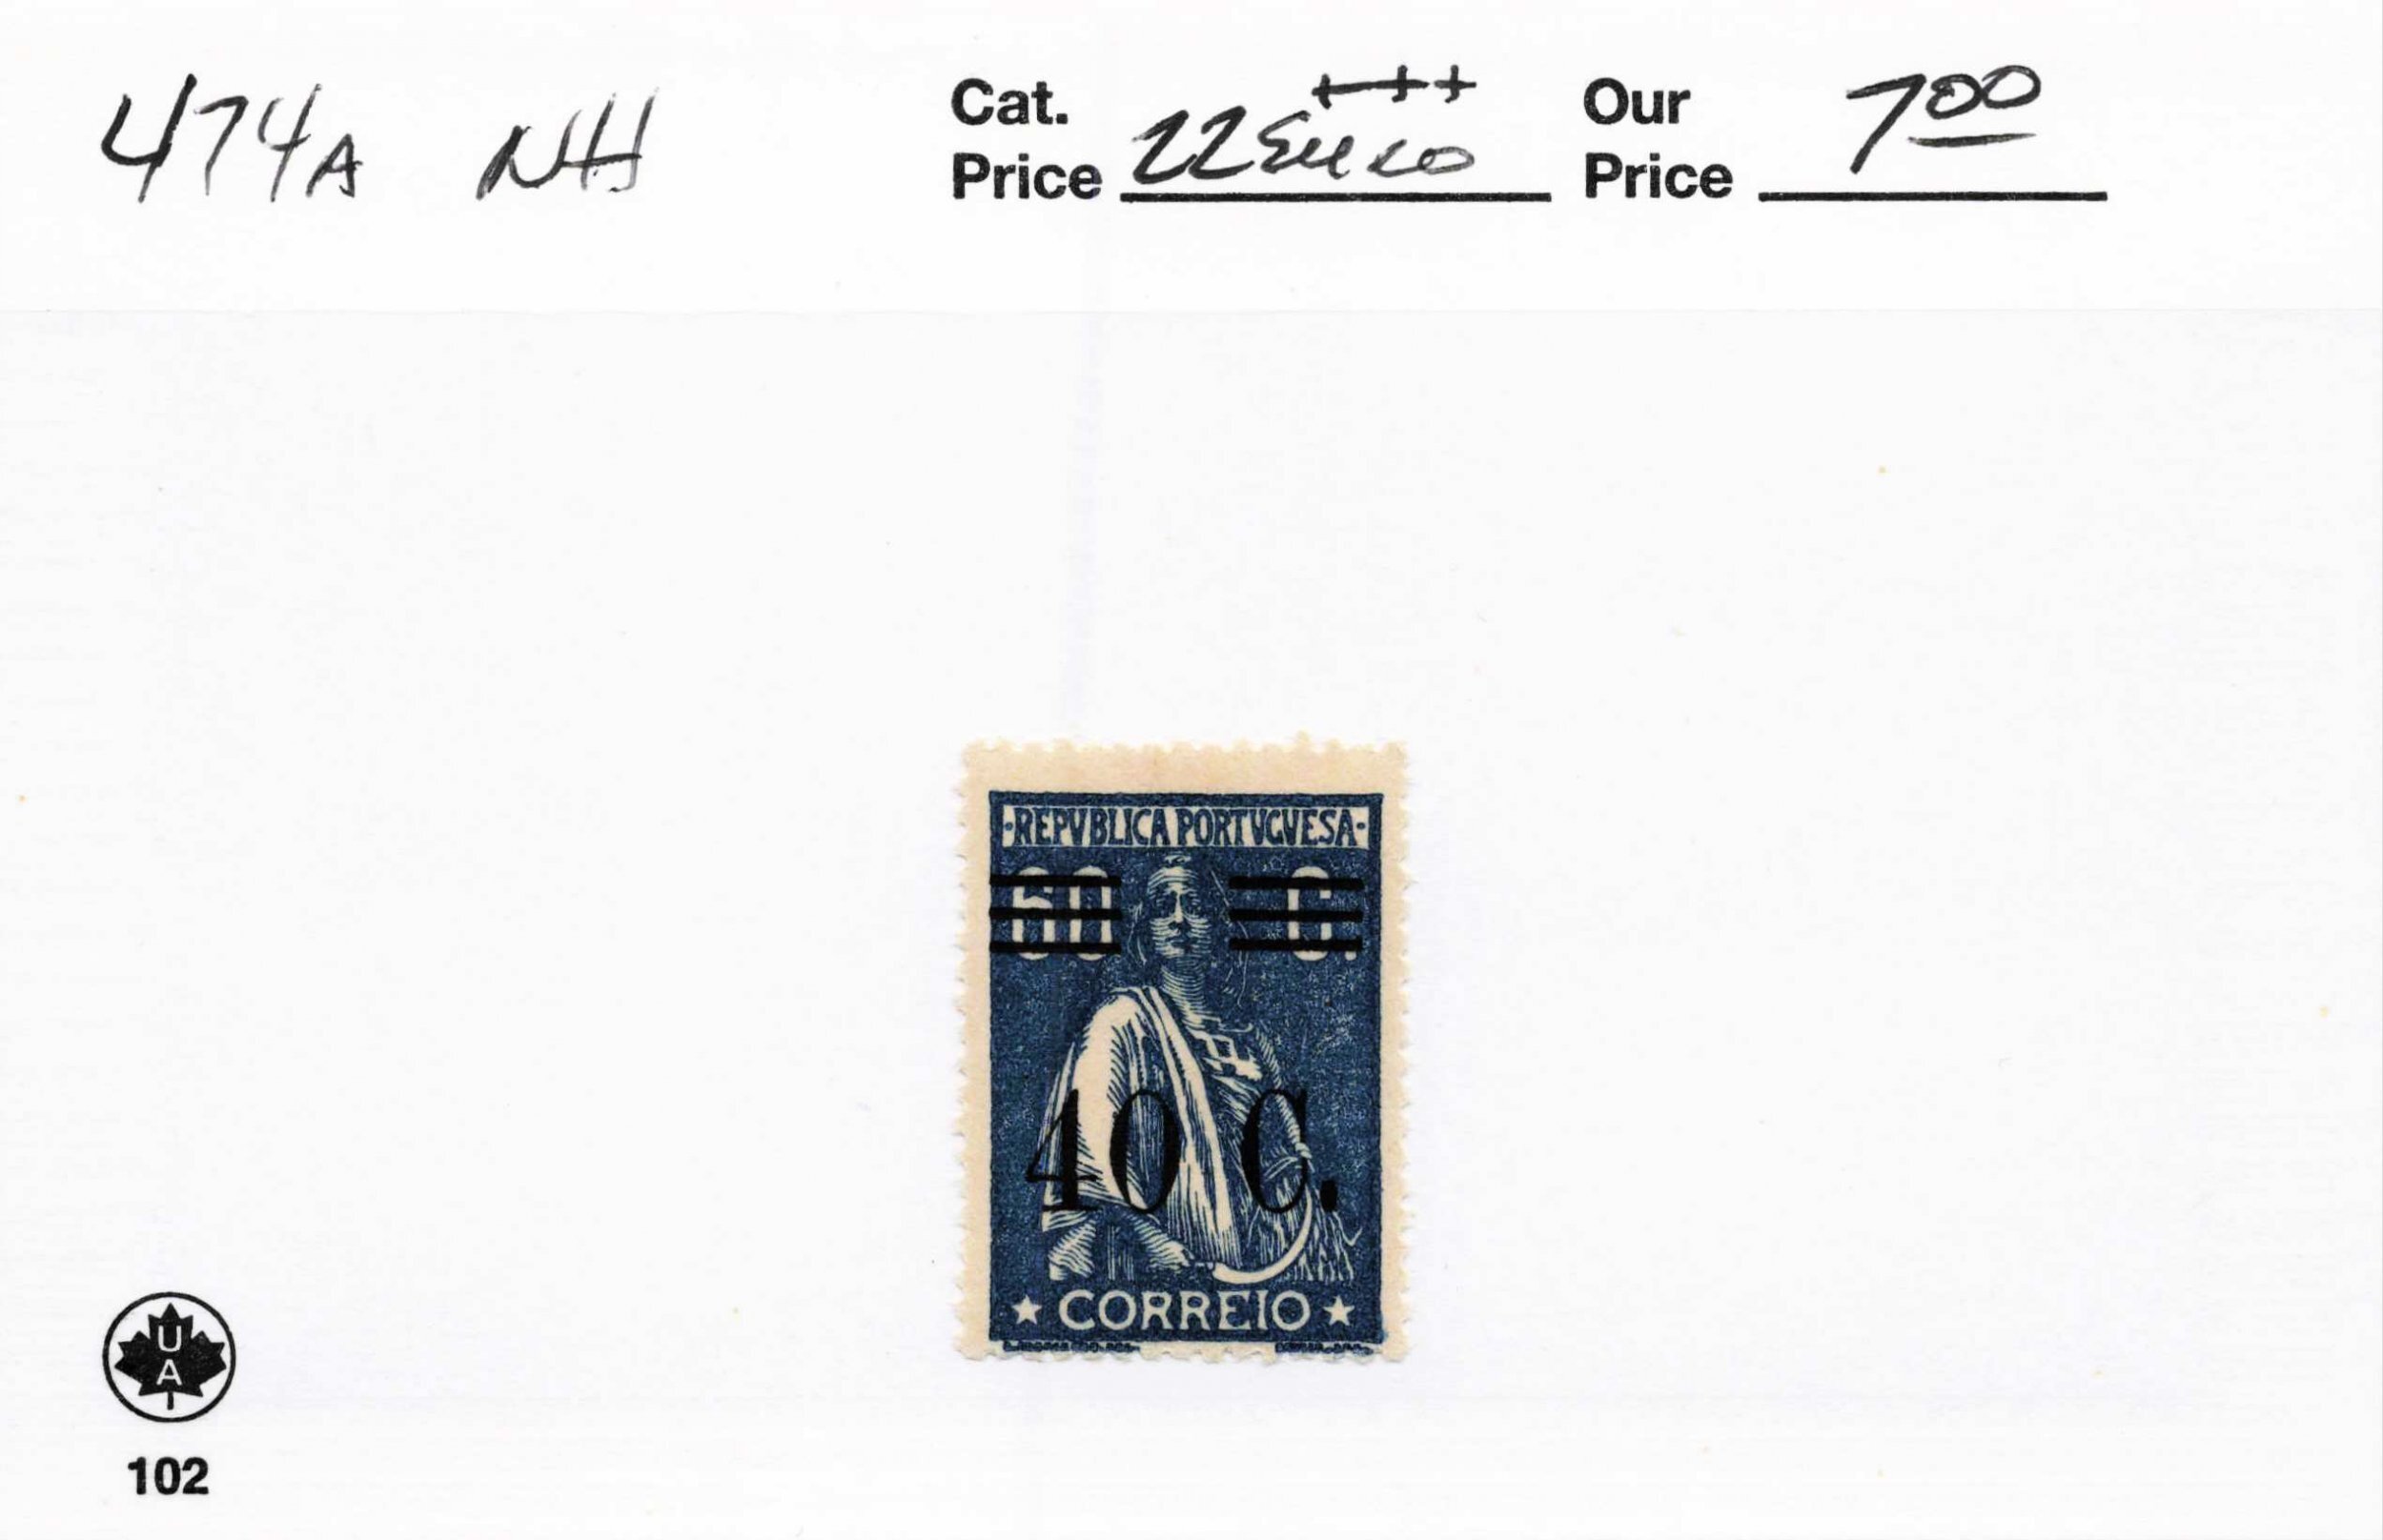 474A NH
Cat. Price 22 Euro +++
Our Price 7.00
·REPVBLICA PORTVGVESA·
60 C.
40 C.
★ CORREIO ★
U
A
102